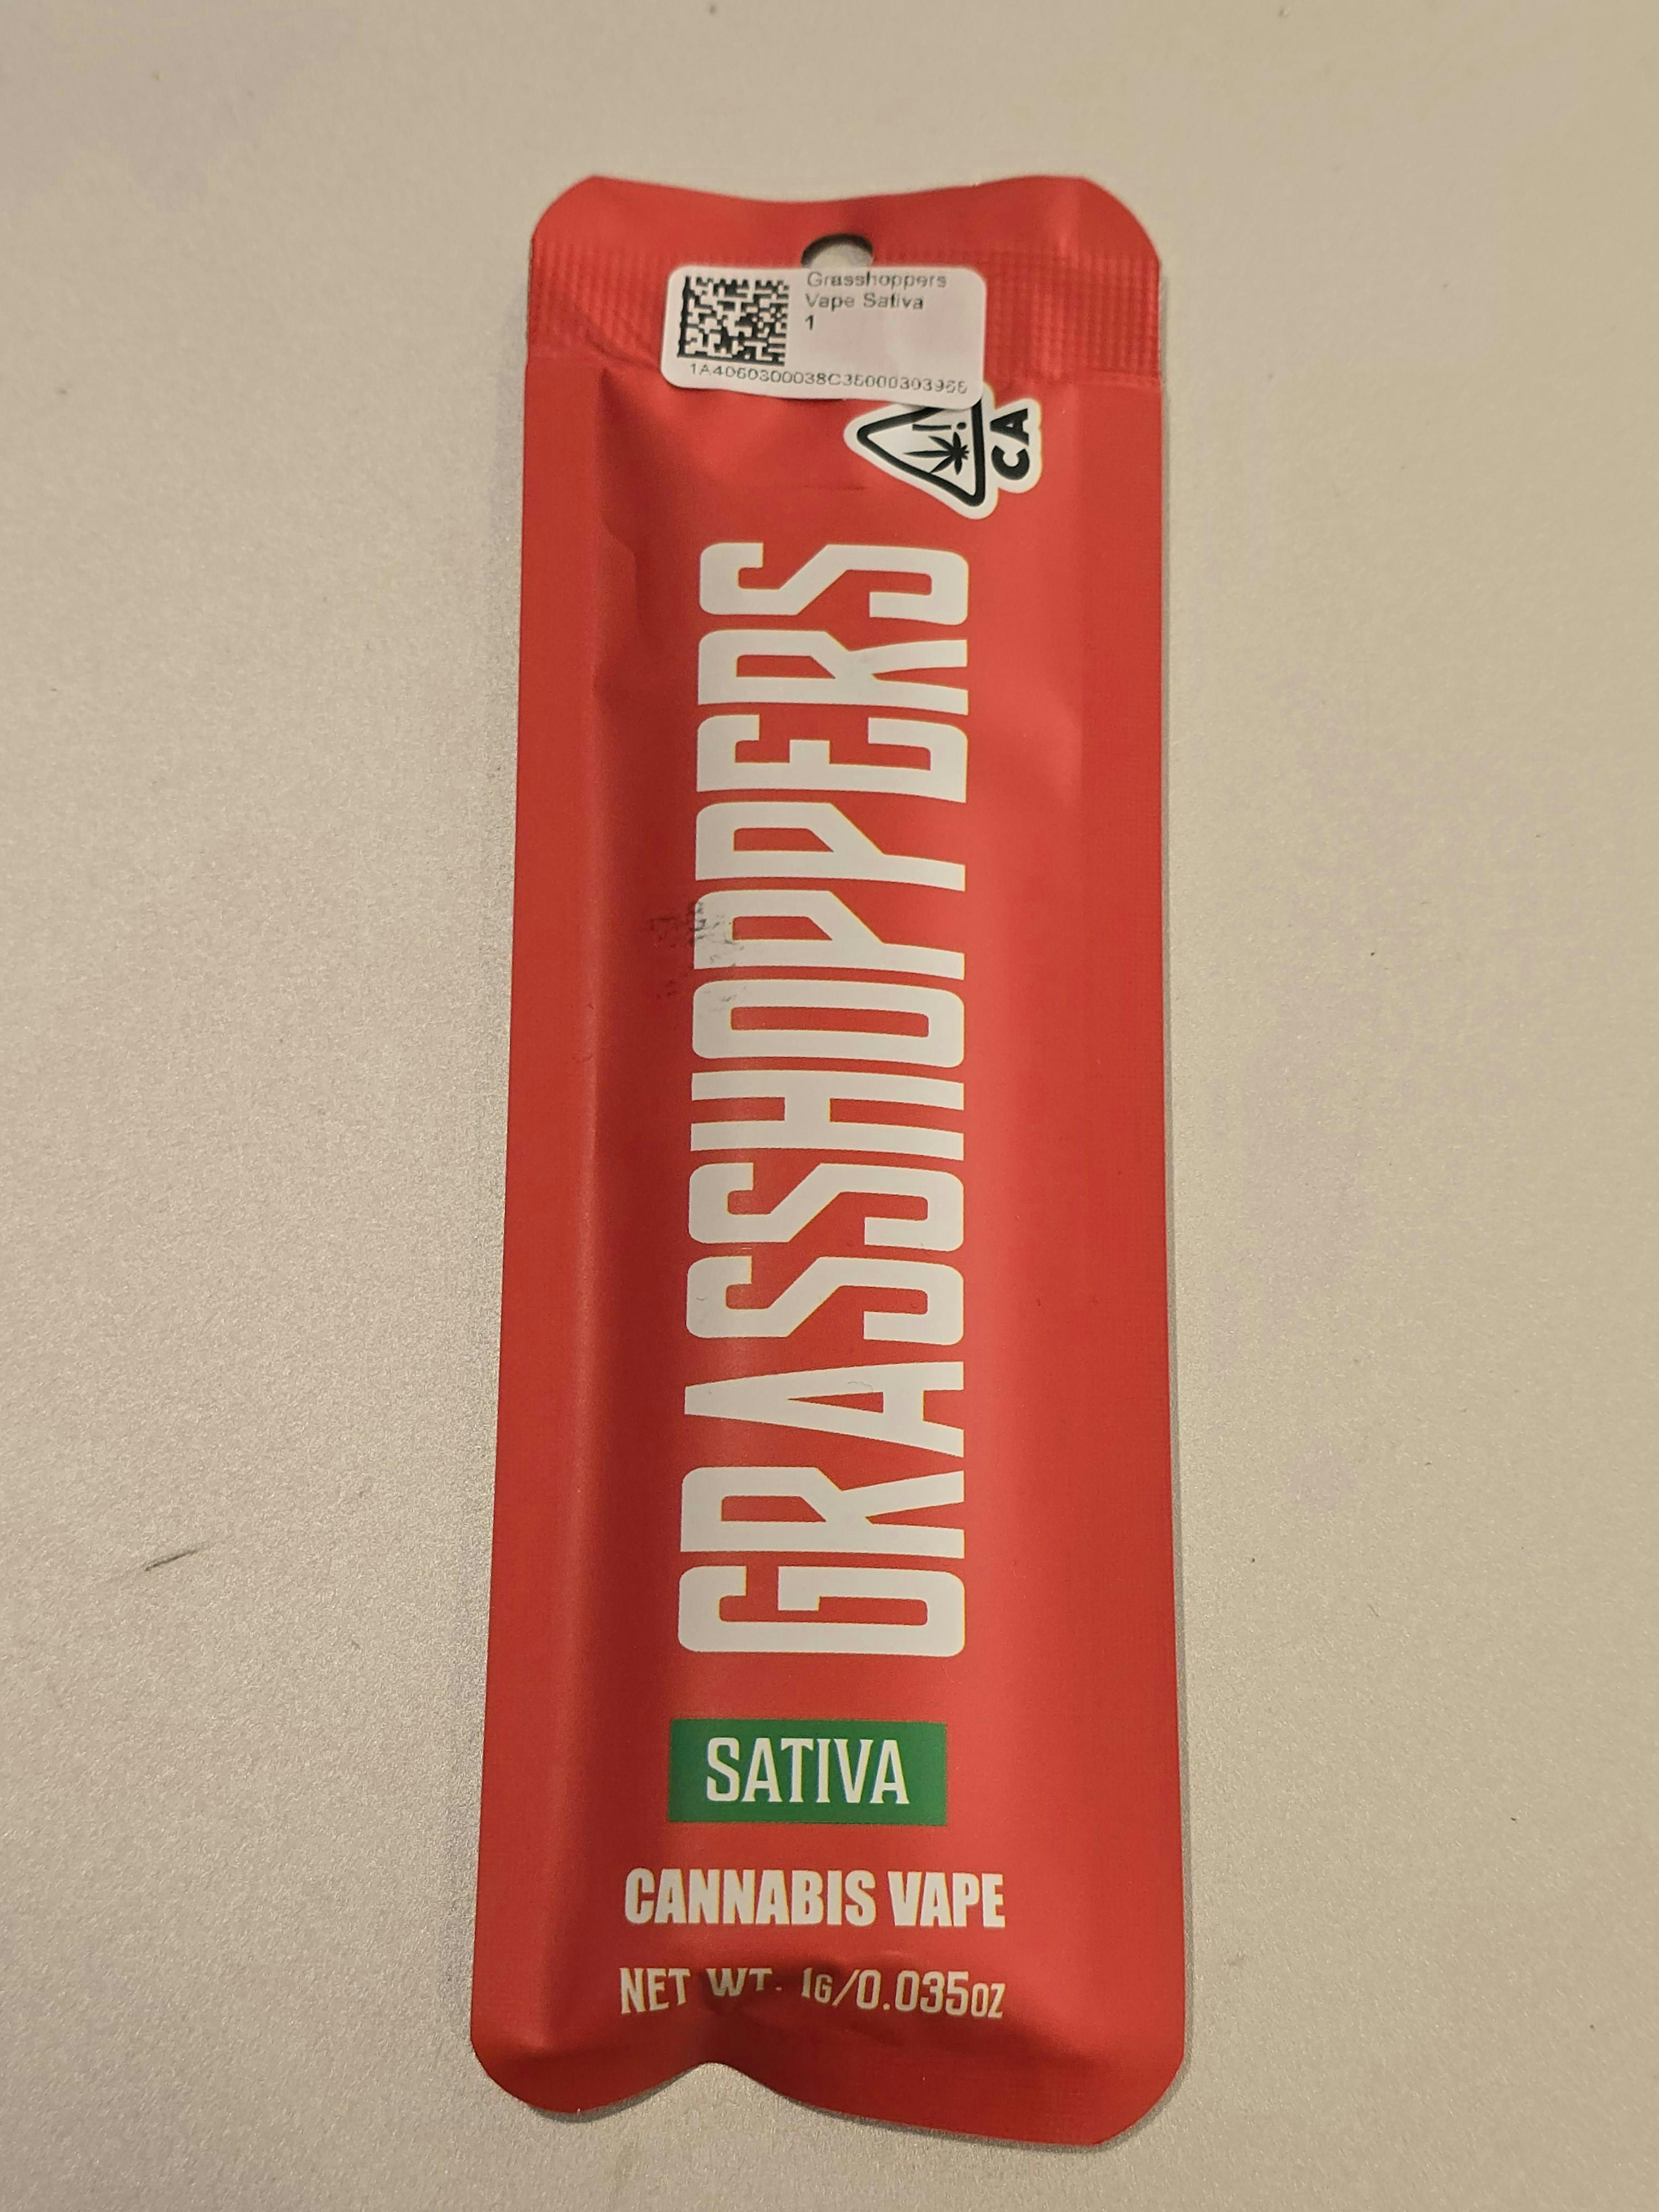 Grasshoppers
Vape Sativa
1
1A4060300038C35000303955
CA
GRASSHOPPERS
SATIVA
CANNABIS VAPE
NET WT. 1G/0.035OZ